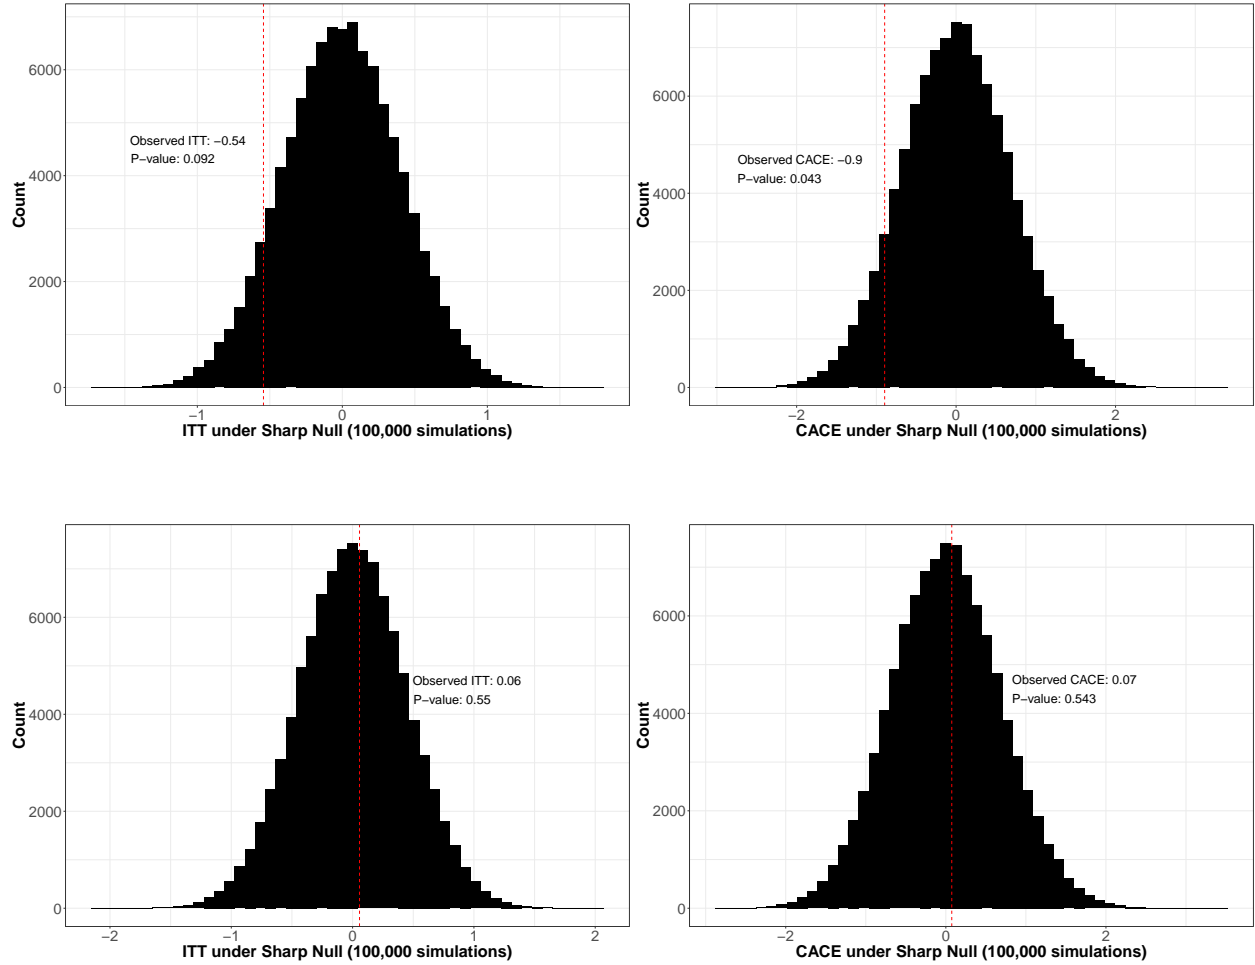 6000
4000
2000
0
Count
Observed ITT: −0.54
P−value: 0.092
−1
0
1
ITT under Sharp Null (100,000 simulations)
6000
4000
2000
0
Count
Observed CACE: −0.9
P−value: 0.043
−2
0
2
CACE under Sharp Null (100,000 simulations)
6000
4000
2000
0
Count
Observed ITT: 0.06
P−value: 0.55
−2
−1
0
1
2
ITT under Sharp Null (100,000 simulations)
6000
4000
2000
0
Count
Observed CACE: 0.07
P−value: 0.543
−2
0
2
CACE under Sharp Null (100,000 simulations)